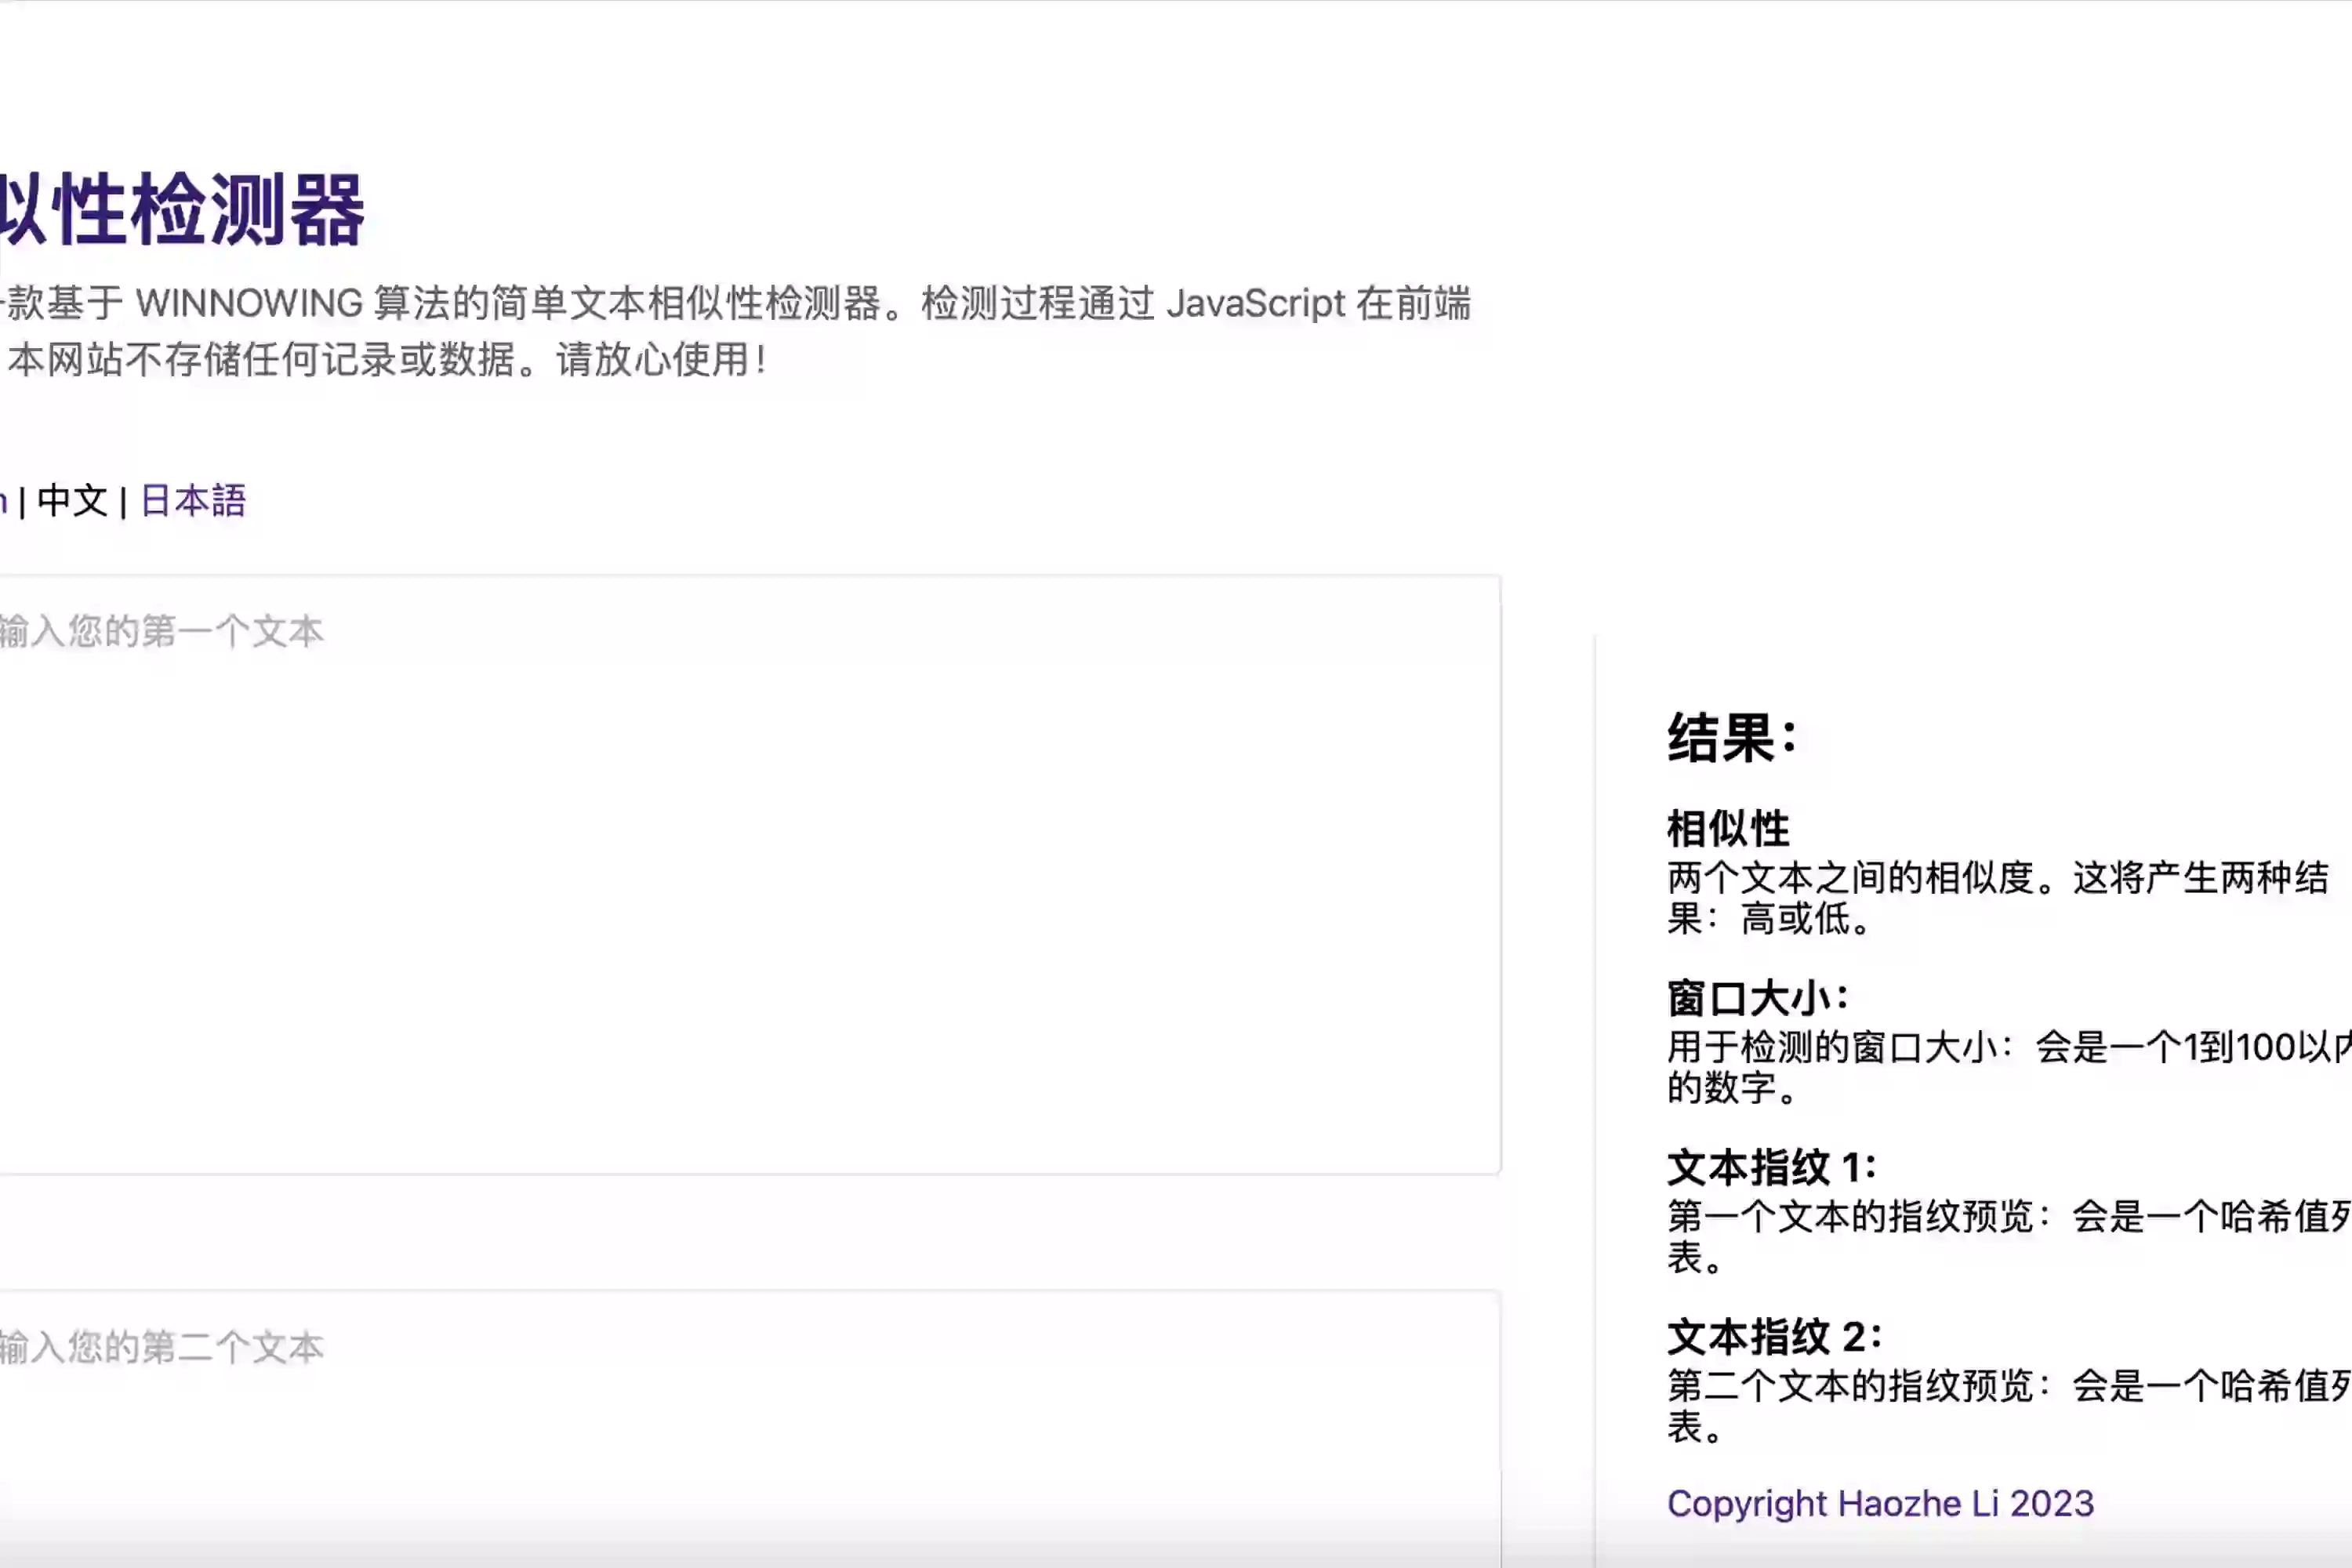 似性检测器
款基于 WINNOWING 算法的简单文本相似性检测器。检测过程通过 JavaScript 在前端
本网站不存储任何记录或数据。请放心使用！
| 中文 | 日本語
输入您的第一个文本
结果：
相似性
两个文本之间的相似度。这将产生两种结
果：高或低。
窗口大小：
用于检测的窗口大小：会是一个1到100以内
的数字。
文本指纹 1：
第一个文本的指纹预览：会是一个哈希值列
表。
输入您的第二个文本
文本指纹 2：
第二个文本的指纹预览：会是一个哈希值列
表。
Copyright Haozhe Li 2023